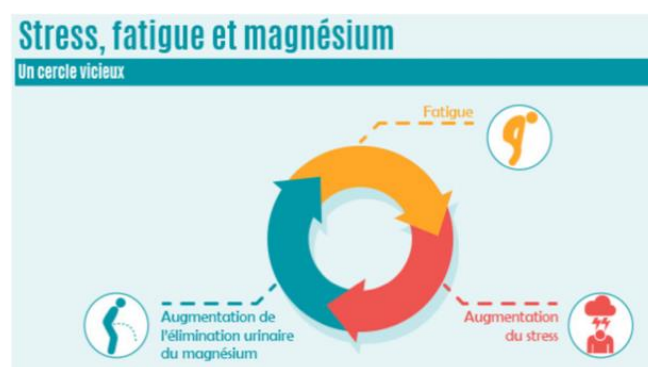 Stress, fatigue et magnésium
Un cercle vicieux
Fatigue
Augmentation
du stress
Augmentation de
l'élimination urinaire
du magnésium